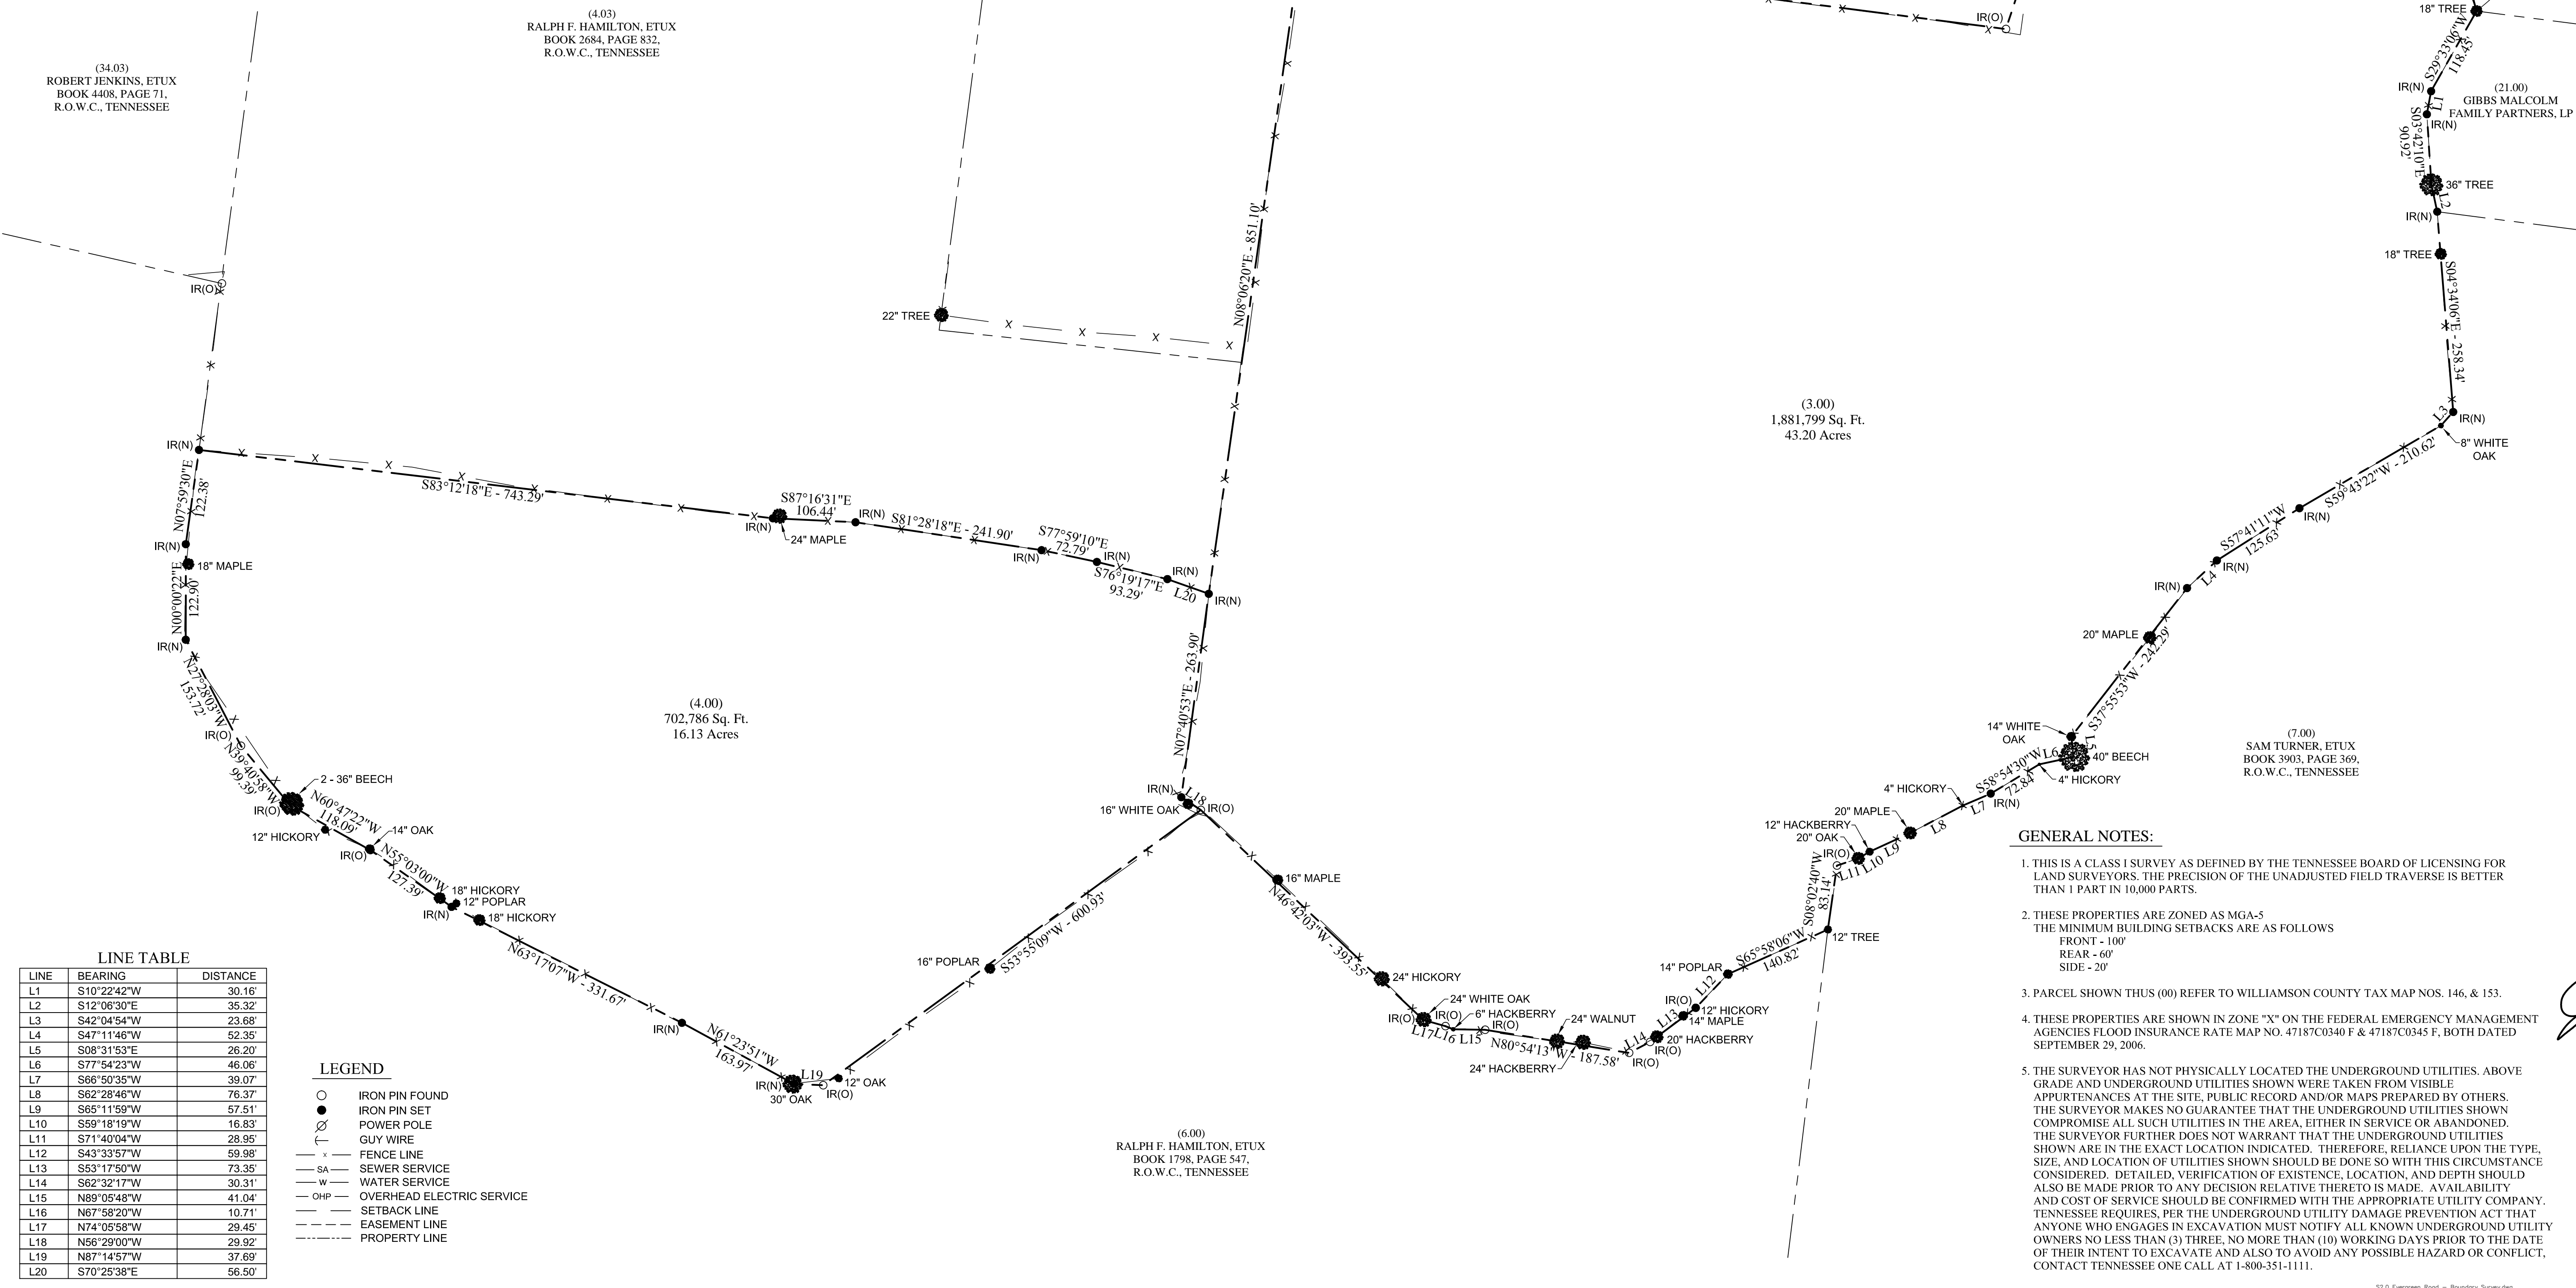 (34.03)
ROBERT JENKINS, ETUX
BOOK 4408, PAGE 71,
R.O.W.C., TENNESSEE
(4.03)
RALPH F. HAMILTON, ETUX
BOOK 2684, PAGE 832,
R.O.W.C., TENNESSEE
IR(O)
18" TREE
S29°33'06"W
118.45'
IR(N)
L1
IR(N)
(21.00)
GIBBS MALCOLM
FAMILY PARTNERS, LP
S03°42'10"E
90.92'
36" TREE
L2
IR(N)
18" TREE
S04°34'06"E - 258.34'
IR(N)
L3
8" WHITE
OAK
S59°43'22"W - 210.62'
IR(N)
S57°41'11"W
125.63'
IR(N)
L4
IR(N)
20" MAPLE
S37°55'53"W - 242.29'
14" WHITE
OAK
L5
40" BEECH
L6
4" HICKORY
S58°54'30"W
72.84'
IR(N)
4" HICKORY
L7
L8
20" MAPLE
L9
12" HACKBERRY
L10
20" OAK
L11
IR(O)
S08°02'40"W
83.14'
12" TREE
S65°58'06"W
140.82'
14" POPLAR
L12
IR(O)
12" HICKORY
14" MAPLE
L13
20" HACKBERRY
IR(O)
L14
IR(O)
24" WALNUT
24" HACKBERRY
N80°54'13"W - 187.58'
IR(O)
6" HACKBERRY
L15
L16
IR(O)
24" WHITE OAK
L17
IR(O)
24" HICKORY
N46°42'03"W - 393.55'
16" MAPLE
IR(O)
L18
IR(N)
16" WHITE OAK
S53°55'09"W - 600.93'
16" POPLAR
12" OAK
IR(O)
L19
IR(N)
30" OAK
N61°23'51"W
163.97'
IR(N)
N63°17'07"W - 331.67'
18" HICKORY
12" POPLAR
18" HICKORY
IR(N)
N55°03'00"W
127.39'
14" OAK
IR(O)
N60°47'22"W
118.09'
12" HICKORY
2 - 36" BEECH
IR(O)
N39°40'58"W
99.39'
IR(O)
N27°28'03"W
153.72'
IR(N)
N00°00'22"E
122.90'
18" MAPLE
IR(N)
N07°59'30"E
122.38'
IR(N)
IR(O)
22" TREE
S83°12'18"E - 743.29'
IR(N)
24" MAPLE
S87°16'31"E
106.44'
IR(N)
S81°28'18"E - 241.90'
IR(N)
S77°59'10"E
72.79'
IR(N)
S76°19'17"E
93.29'
IR(N)
L20
IR(N)
N07°40'53"E - 263.90'
N08°06'20"E - 851.10'
(3.00)
1,881,799 Sq. Ft.
43.20 Acres
(4.00)
702,786 Sq. Ft.
16.13 Acres
(7.00)
SAM TURNER, ETUX
BOOK 3903, PAGE 369,
R.O.W.C., TENNESSEE
(6.00)
RALPH F. HAMILTON, ETUX
BOOK 1798, PAGE 547,
R.O.W.C., TENNESSEE
LINE TABLE
LINE BEARING DISTANCE
L1 S10°22'42"W 30.16'
L2 S12°06'30"E 35.32'
L3 S42°04'54"W 23.68'
L4 S47°11'46"W 52.35'
L5 S08°31'53"E 26.20'
L6 S77°54'23"W 46.06'
L7 S66°50'35"W 39.07'
L8 S62°28'46"W 76.37'
L9 S65°11'59"W 57.51'
L10 S59°18'19"W 16.83'
L11 S71°40'04"W 28.95'
L12 S43°33'57"W 59.98'
L13 S53°17'50"W 73.35'
L14 S62°32'17"W 30.31'
L15 N89°05'48"W 41.04'
L16 N67°58'20"W 10.71'
L17 N74°05'58"W 29.45'
L18 N56°29'00"W 29.92'
L19 N87°14'57"W 37.69'
L20 S70°25'38"E 56.50'
LEGEND
IRON PIN FOUND
IRON PIN SET
POWER POLE
GUY WIRE
x FENCE LINE
SA SEWER SERVICE
W WATER SERVICE
OHP OVERHEAD ELECTRIC SERVICE
SETBACK LINE
EASEMENT LINE
PROPERTY LINE
GENERAL NOTES:
1. THIS IS A CLASS I SURVEY AS DEFINED BY THE TENNESSEE BOARD OF LICENSING FOR
LAND SURVEYORS. THE PRECISION OF THE UNADJUSTED FIELD TRAVERSE IS BETTER
THAN 1 PART IN 10,000 PARTS.
2. THESE PROPERTIES ARE ZONED AS MGA-5
THE MINIMUM BUILDING SETBACKS ARE AS FOLLOWS
FRONT - 100'
REAR - 60'
SIDE - 20'
3. PARCEL SHOWN THUS (00) REFER TO WILLIAMSON COUNTY TAX MAP NOS. 146, & 153.
4. THESE PROPERTIES ARE SHOWN IN ZONE "X" ON THE FEDERAL EMERGENCY MANAGEMENT
AGENCIES FLOOD INSURANCE RATE MAP NO. 47187C0340 F & 47187C0345 F, BOTH DATED
SEPTEMBER 29, 2006.
5. THE SURVEYOR HAS NOT PHYSICALLY LOCATED THE UNDERGROUND UTILITIES. ABOVE
GRADE AND UNDERGROUND UTILITIES SHOWN WERE TAKEN FROM VISIBLE
APPURTENANCES AT THE SITE, PUBLIC RECORD AND/OR MAPS PREPARED BY OTHERS.
THE SURVEYOR MAKES NO GUARANTEE THAT THE UNDERGROUND UTILITIES SHOWN
COMPROMISE ALL SUCH UTILITIES IN THE AREA, EITHER IN SERVICE OR ABANDONED.
THE SURVEYOR FURTHER DOES NOT WARRANT THAT THE UNDERGROUND UTILITIES
SHOWN ARE IN THE EXACT LOCATION INDICATED. THEREFORE, RELIANCE UPON THE TYPE,
SIZE, AND LOCATION OF UTILITIES SHOWN SHOULD BE DONE SO WITH THIS CIRCUMSTANCE
CONSIDERED. DETAILED, VERIFICATION OF EXISTENCE, LOCATION, AND DEPTH SHOULD
ALSO BE MADE PRIOR TO ANY DECISION RELATIVE THERETO IS MADE. AVAILABILITY
AND COST OF SERVICE SHOULD BE CONFIRMED WITH THE APPROPRIATE UTILITY COMPANY.
TENNESSEE REQUIRES, PER THE UNDERGROUND UTILITY DAMAGE PREVENTION ACT THAT
ANYONE WHO ENGAGES IN EXCAVATION MUST NOTIFY ALL KNOWN UNDERGROUND UTILITY
OWNERS NO LESS THAN (3) THREE, NO MORE THAN (10) WORKING DAYS PRIOR TO THE DATE
OF THEIR INTENT TO EXCAVATE AND ALSO TO AVOID ANY POSSIBLE HAZARD OR CONFLICT,
CONTACT TENNESSEE ONE CALL AT 1-800-351-1111.